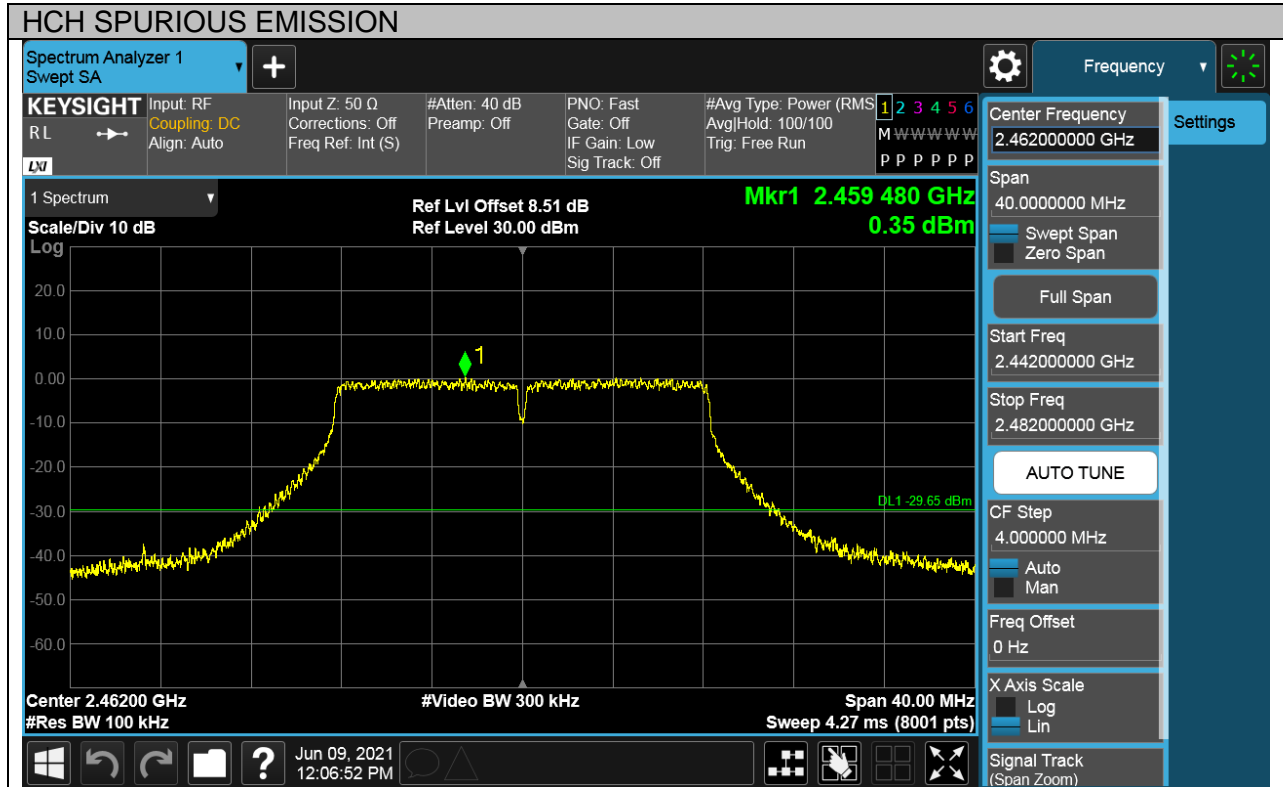 HCH SPURIOUS EMISSION
Spectrum Analyzer 1
Swept SA
+
Frequency
KEYSIGHT
RL
LXI
Input: RF
Coupling: DC
Align: Auto
Input Z: 50 Ω
Corrections: Off
Freq Ref: Int (S)
#Atten: 40 dB
Preamp: Off
PNO: Fast
Gate: Off
IF Gain: Low
Sig Track: Off
#Avg Type: Power (RMS
Avg|Hold: 100/100
Trig: Free Run
1 2 3 4 5 6
M W W W W W
P P P P P P
1 Spectrum
Scale/Div 10 dB
Ref Lvl Offset 8.51 dB
Ref Level 30.00 dBm
Mkr1 2.459 480 GHz
0.35 dBm
Log
20.0
10.0
0.00
-10.0
-20.0
-30.0
-40.0
-50.0
-60.0
1
DL1 -29.65 dBm
Center 2.46200 GHz
#Res BW 100 kHz
#Video BW 300 kHz
Span 40.00 MHz
Sweep 4.27 ms (8001 pts)
Center Frequency
2.462000000 GHz
Settings
Span
40.0000000 MHz
Swept Span
Zero Span
Full Span
Start Freq
2.442000000 GHz
Stop Freq
2.482000000 GHz
AUTO TUNE
CF Step
4.000000 MHz
Auto
Man
Freq Offset
0 Hz
X Axis Scale
Log
Lin
Signal Track
(Span Zoom)
?
Jun 09, 2021
12:06:52 PM